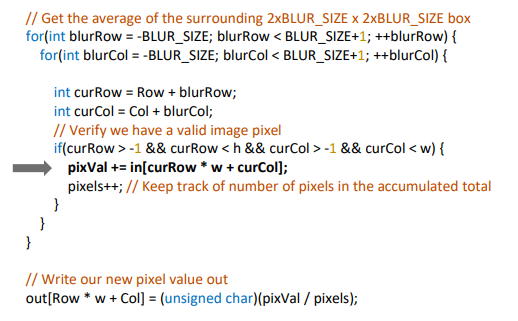 // Get the average of the surrounding 2xBLUR_SIZE x 2xBLUR_SIZE box
for(int blurRow = -BLUR_SIZE; blurRow < BLUR_SIZE+1; ++blurRow) {
for(int blurCol = -BLUR_SIZE; blurCol < BLUR_SIZE+1; ++blurCol) {
int curRow = Row + blurRow;
int curCol = Col + blurCol;
// Verify we have a valid image pixel
if(curRow > -1 && curRow < h && curCol > -1 && curCol < w) {
pixVal += in[curRow * w + curCol];
pixels++; // Keep track of number of pixels in the accumulated total
}
}
}
// Write our new pixel value out
out[Row * w + Col] = (unsigned char)(pixVal / pixels);